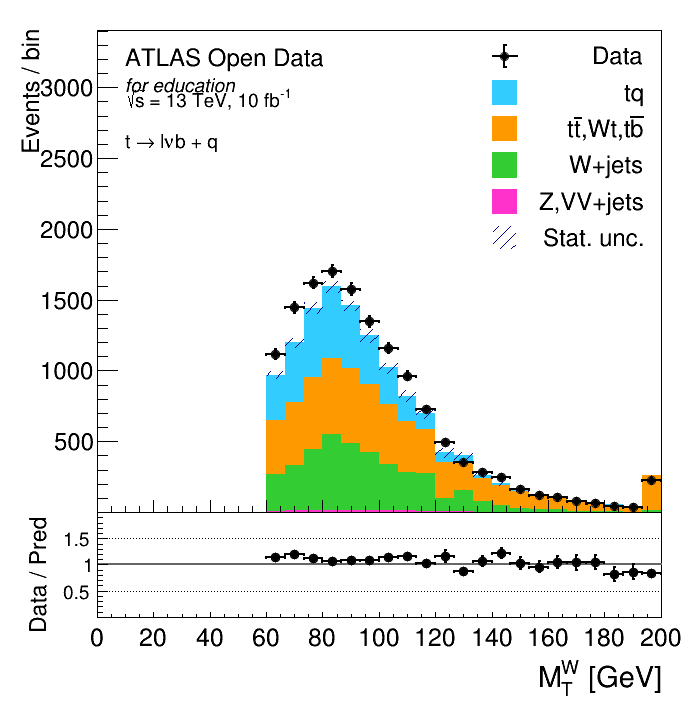 Events / bin
3000
2500
2000
1500
1000
500
ATLAS Open Data
for education
√s = 13 TeV, 10 fb⁻¹
t → lνb + q
Data
tq
tt̅,Wt,tb̅
W+jets
Z,VV+jets
Stat. unc.
Data / Pred
1.5
1
0.5
0 20 40 60 80 100 120 140 160 180 200
M_T^W [GeV]